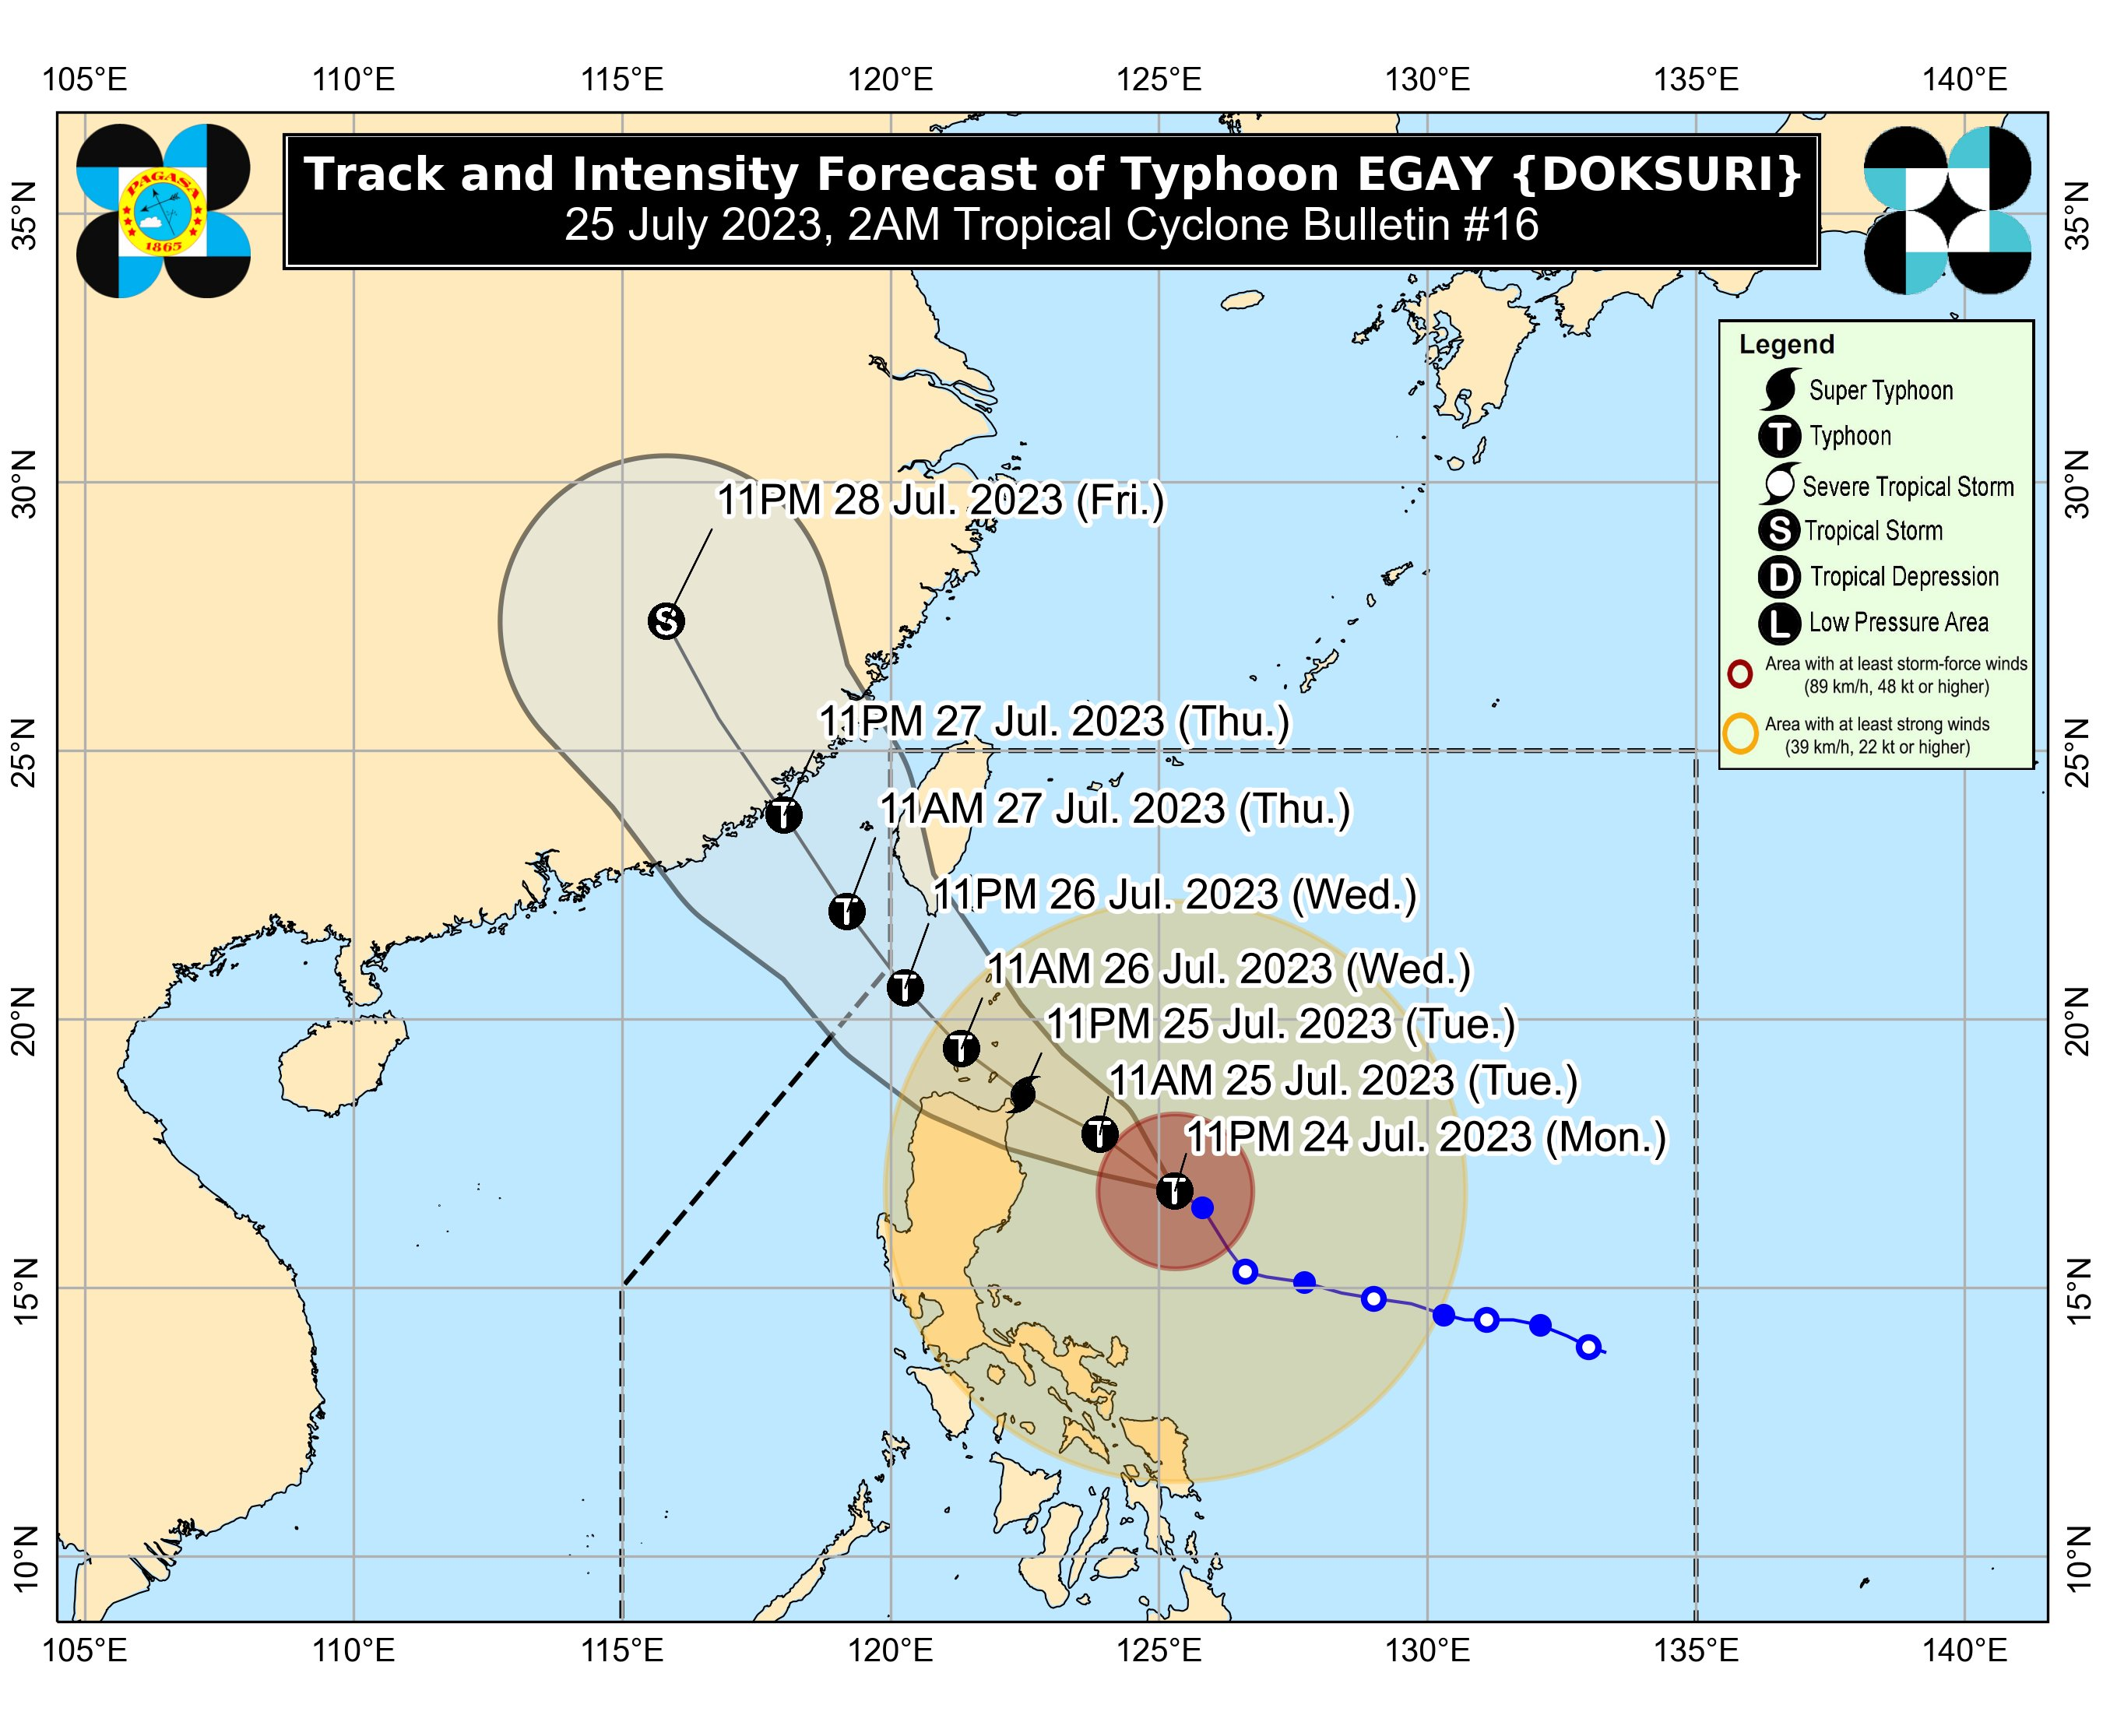 105°E 110°E 115°E 120°E 125°E 130°E 135°E 140°E
PAGASA
1865
Track and Intensity Forecast of Typhoon EGAY {DOKSURI}
25 July 2023, 2AM Tropical Cyclone Bulletin #16
35°N 35°N
Legend
Super Typhoon
T Typhoon
Severe Tropical Storm
S Tropical Storm
D Tropical Depression
L Low Pressure Area
Area with at least storm-force winds
(89 km/h, 48 kt or higher)
Area with at least strong winds
(39 km/h, 22 kt or higher)
30°N 30°N
11PM 28 Jul. 2023 (Fri.)
S
11PM 27 Jul. 2023 (Thu.)
25°N 25°N
T
11AM 27 Jul. 2023 (Thu.)
T
11PM 26 Jul. 2023 (Wed.)
T
11AM 26 Jul. 2023 (Wed.)
20°N 20°N
T
11PM 25 Jul. 2023 (Tue.)
11AM 25 Jul. 2023 (Tue.)
T
11PM 24 Jul. 2023 (Mon.)
T
15°N 15°N
10°N 10°N
105°E 110°E 115°E 120°E 125°E 130°E 135°E 140°E